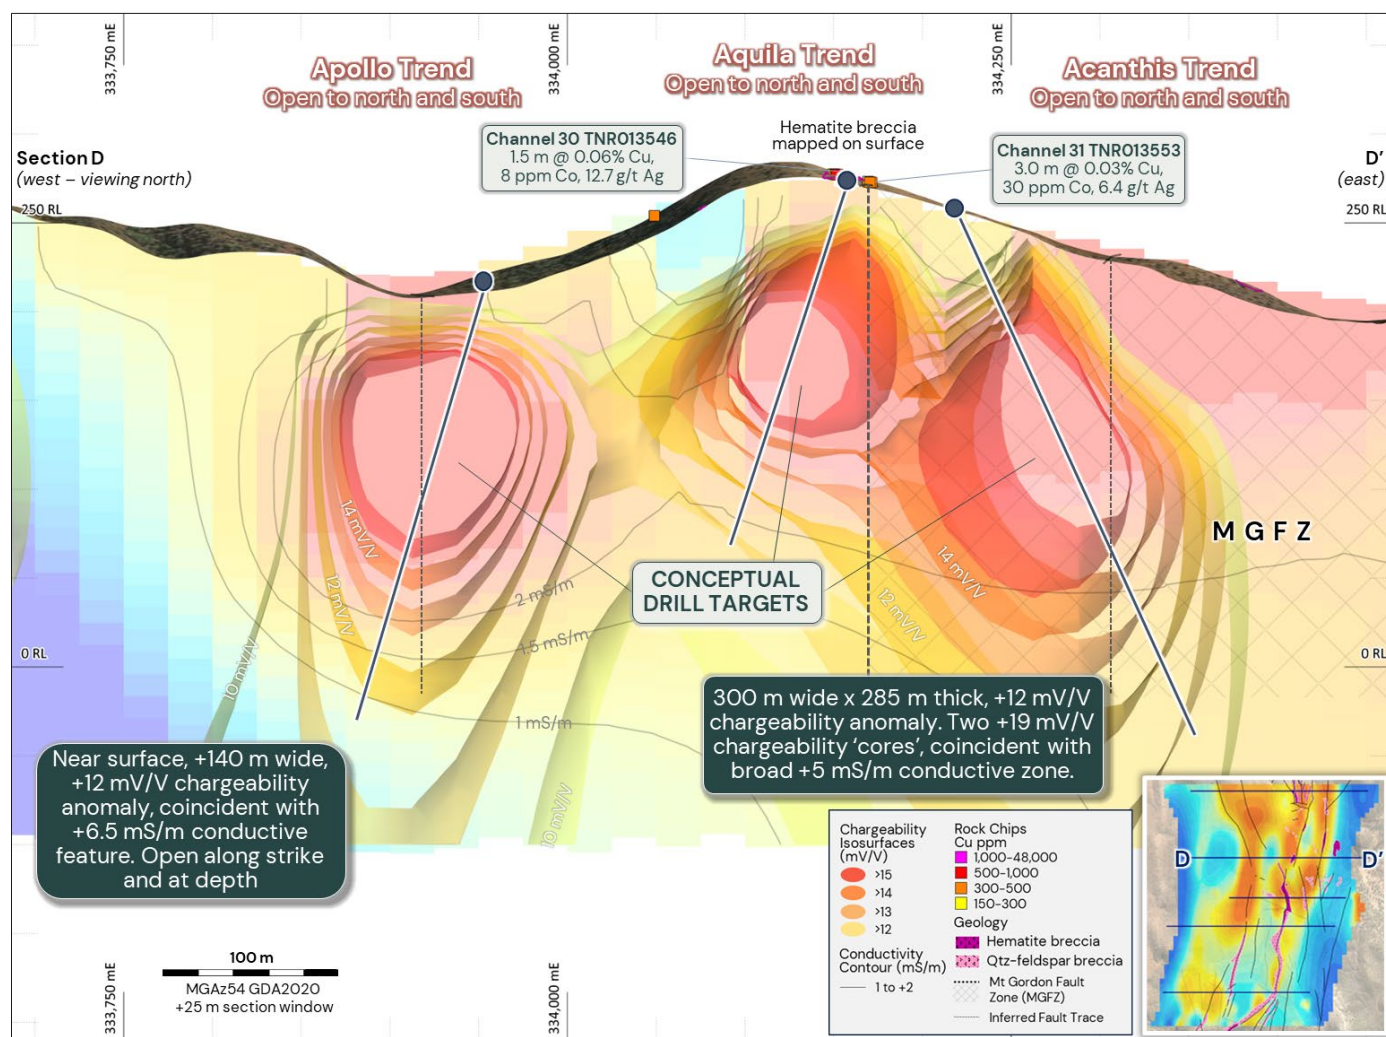 333,750 mE
334,000 mE
334,250 mE
Apollo Trend
Open to north and south
Aquila Trend
Open to north and south
Acanthis Trend
Open to north and south
Section D
(west – viewing north)
D'
(east)
250 RL
250 RL
Channel 30 TNR013546
1.5 m @ 0.06% Cu,
8 ppm Co, 12.7 g/t Ag
Hematite breccia
mapped on surface
Channel 31 TNR013553
3.0 m @ 0.03% Cu,
30 ppm Co, 6.4 g/t Ag
MGFZ
14 mV/V
12 mV/V
10 mV/V
2 mS/m
1.5 mS/m
1 mS/m
10 mV/V
14 mV/V
12 mV/V
CONCEPTUAL
DRILL TARGETS
0 RL
0 RL
Near surface, +140 m wide,
+12 mV/V chargeability
anomaly, coincident with
+6.5 mS/m conductive
feature. Open along strike
and at depth
300 m wide x 285 m thick, +12 mV/V
chargeability anomaly. Two +19 mV/V
chargeability ‘cores’, coincident with
broad +5 mS/m conductive zone.
100 m
MGAz54 GDA2020
+25 m section window
333,750 mE
334,000 mE
Chargeability
Isosurfaces
(mV/V)
>15
>14
>13
>12
Conductivity
Contour (mS/m)
1 to +2
Rock Chips
Cu ppm
1,000-48,000
500-1,000
300-500
150-300
Geology
Hematite breccia
Qtz-feldspar breccia
Mt Gordon Fault
Zone (MGFZ)
Inferred Fault Trace
D
D'